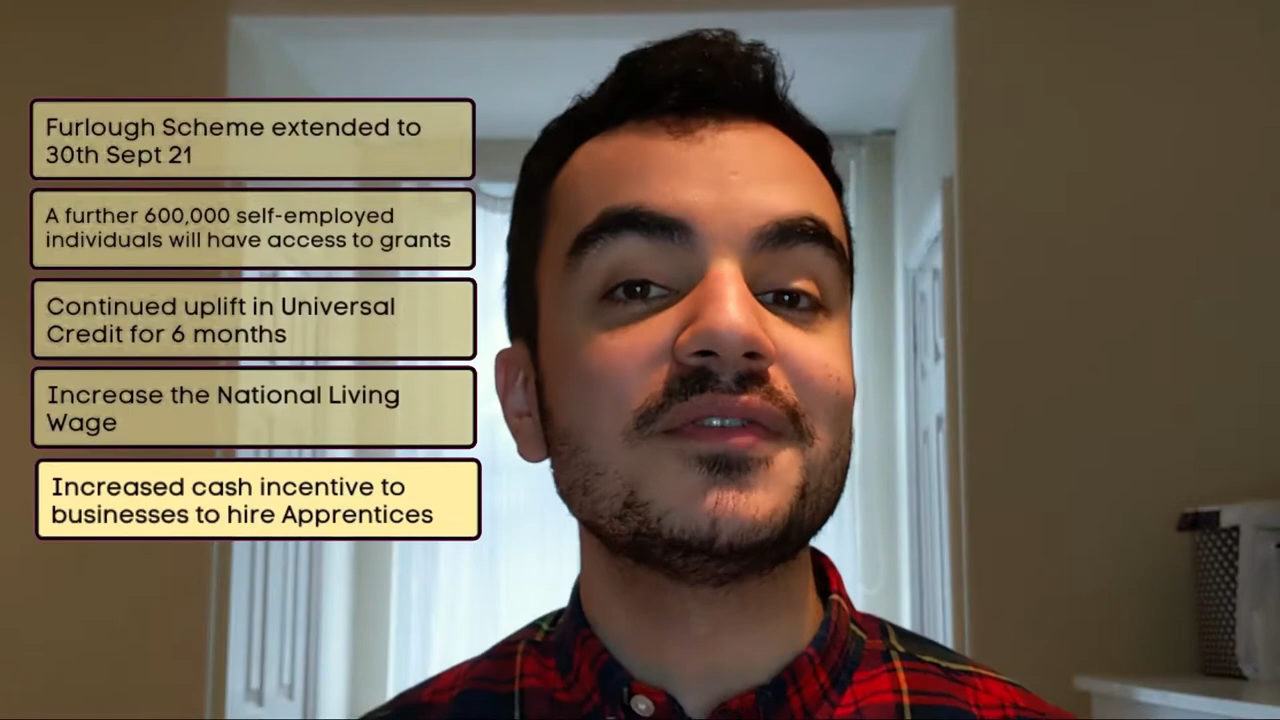 Furlough Scheme extended to
30th Sept 21
A further 600,000 self-employed
individuals will have access to grants
Continued uplift in Universal
Credit for 6 months
Increase the National Living
Wage
Increased cash incentive to
businesses to hire Apprentices